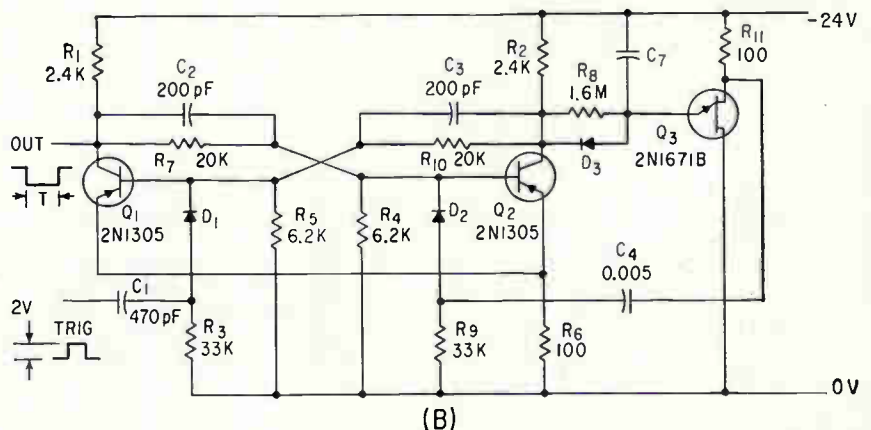 -24V
R1
2.4K
C2
200 pF
R2
2.4K
C3
200 pF
C7
R11
100
R8
1.6M
OUT
R7
20K
R10
20K
D3
Q3
2N1671B
T
Q1
2N1305
D1
R5
6.2K
R4
6.2K
D2
Q2
2N1305
C4
0.005
C1
470pF
2V
TRIG
R3
33K
R9
33K
R6
100
0V
(B)